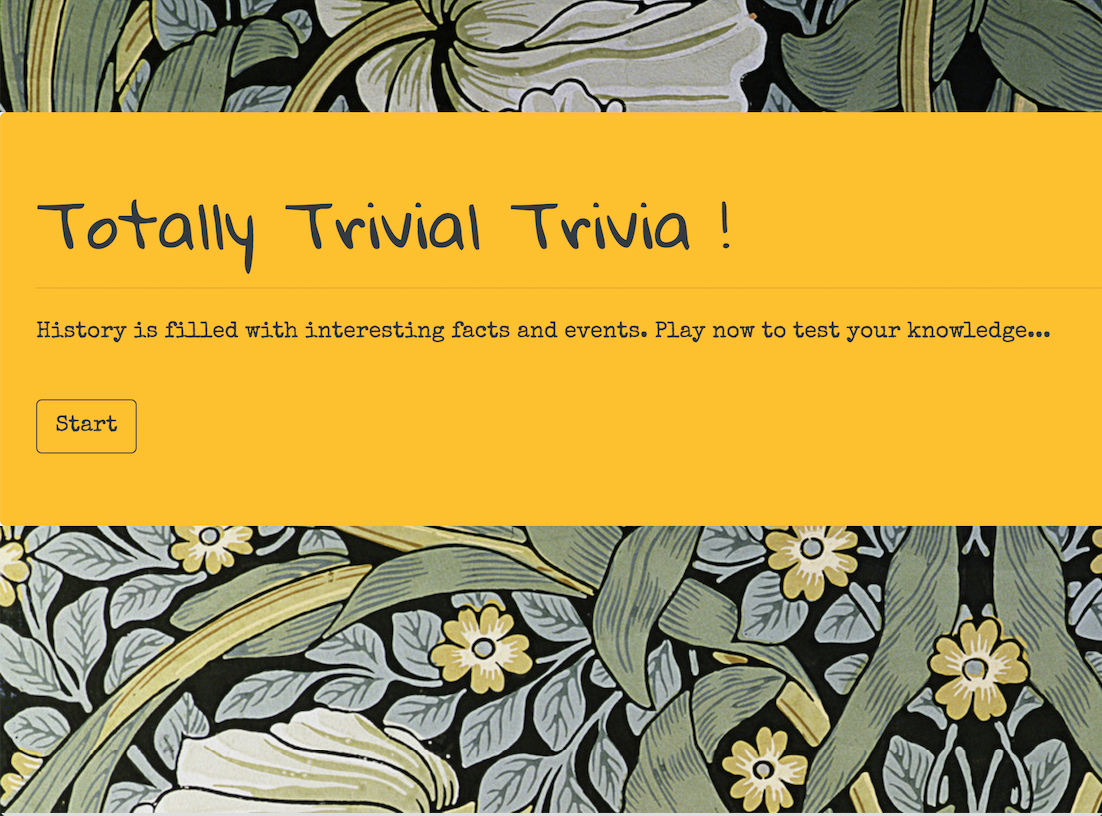 Totally Trivial Trivia !
History is filled with interesting facts and events. Play now to test your knowledge...
Start